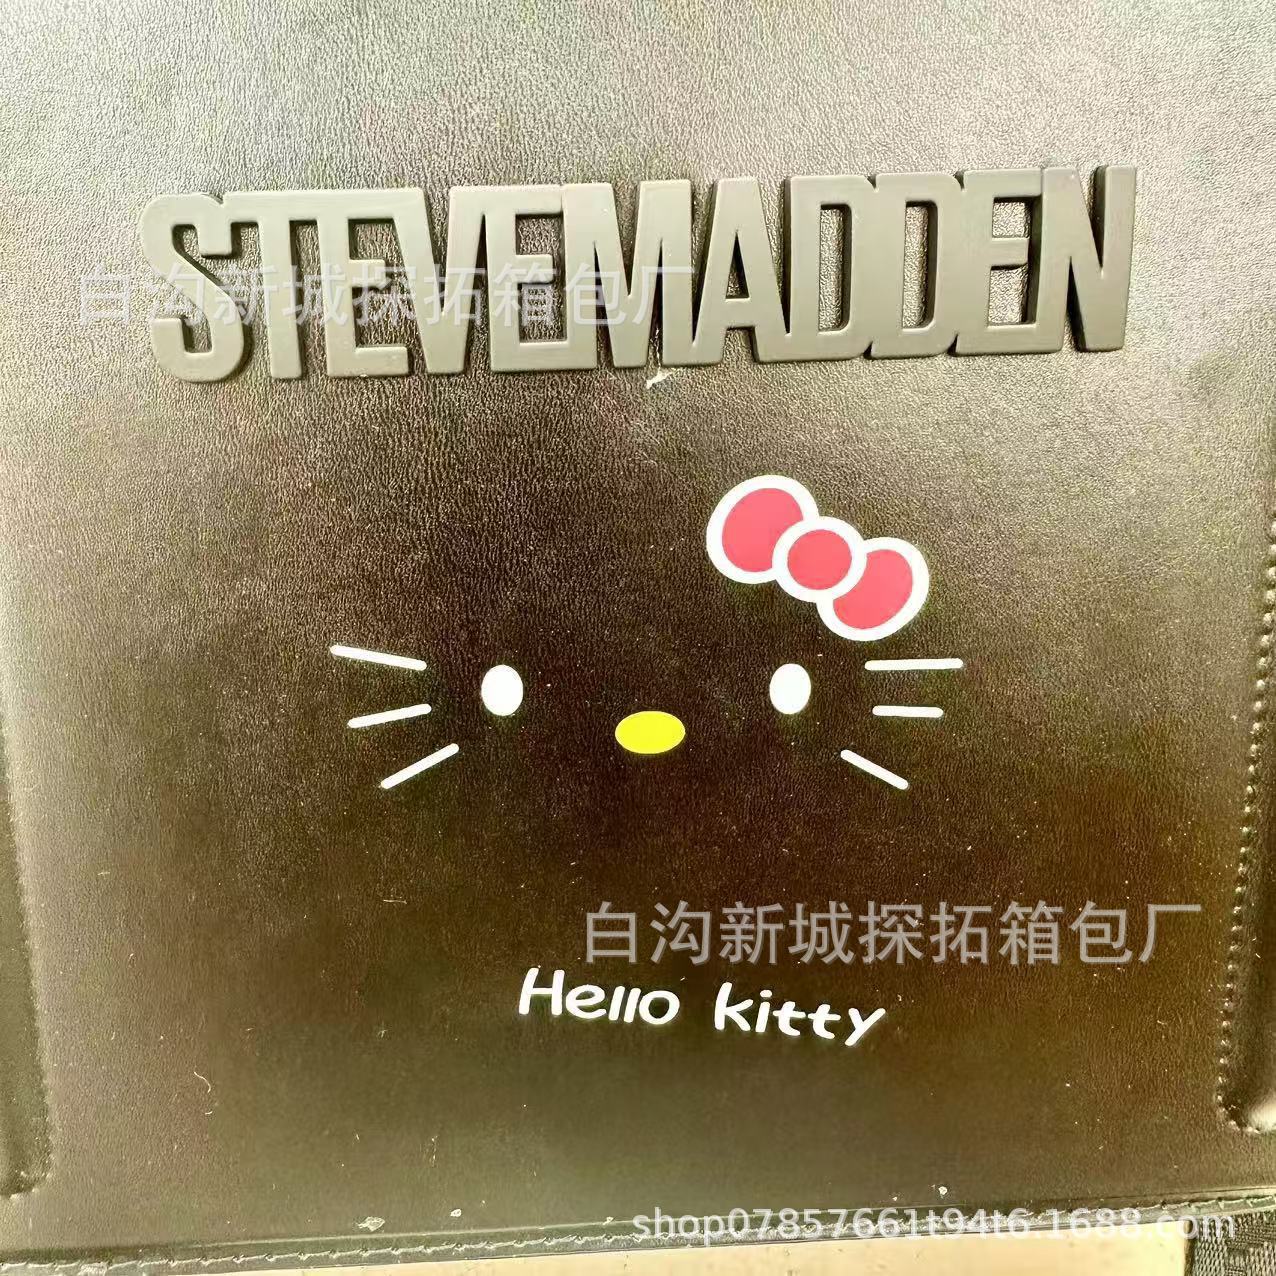 STEVEMADDEN
白沟新城探拓箱包厂
白沟新城探拓箱包厂
Hello kitty
shop07857661t94t6.1688.com